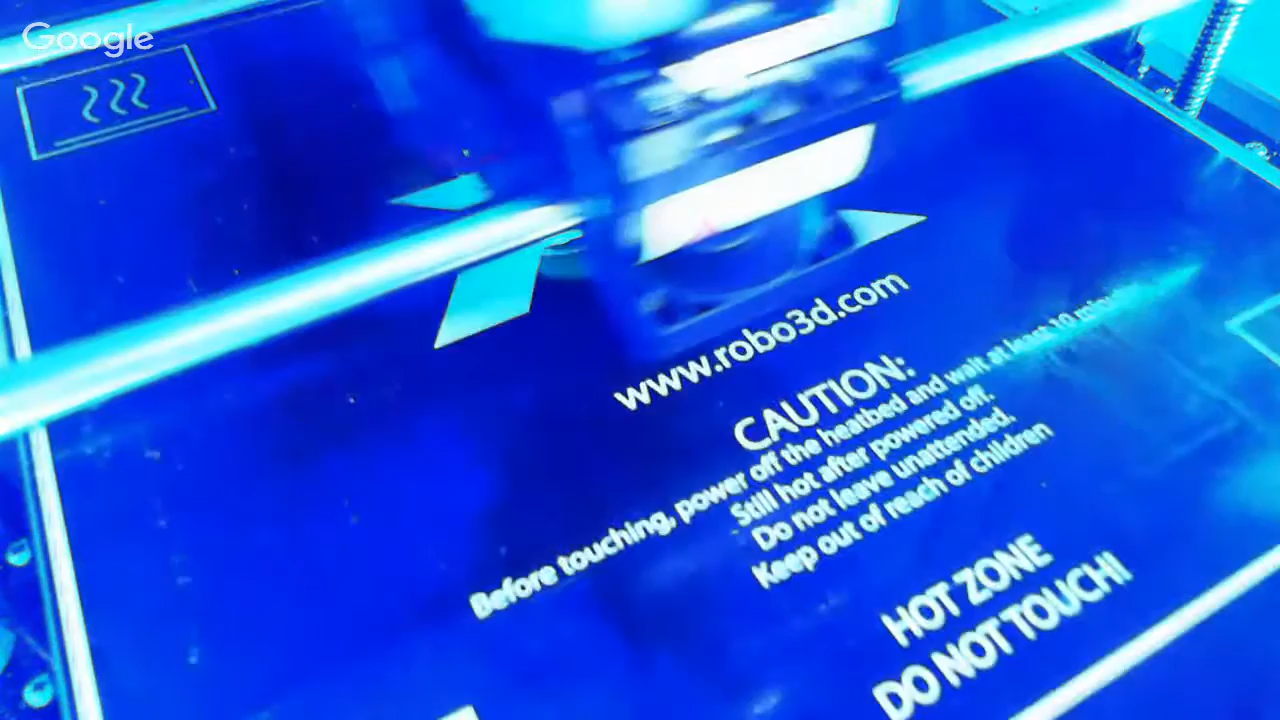 Google
www.robo3d.com
CAUTION:
Before touching, power off the heatbed and wait at least 10 min
Still hot after powered off.
Do not leave unattended.
Keep out of reach of children
HOT ZONE
DO NOT TOUCH!